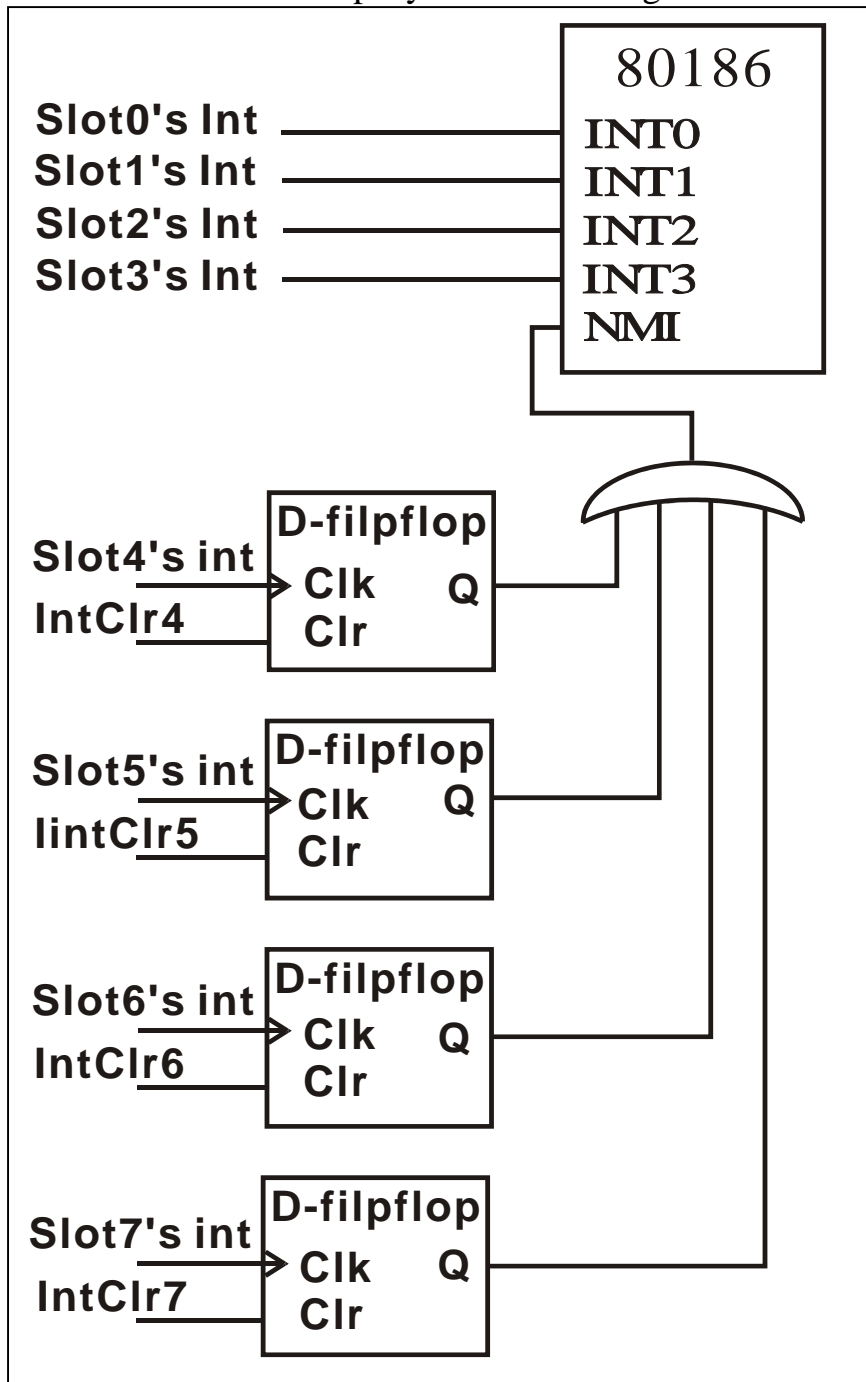 80186
Slot0's Int
INT0
Slot1's Int
INT1
Slot2's Int
INT2
Slot3's Int
INT3
NMI
D-filpflop
Slot4's int
Clk
Q
IntClr4
Clr
D-filpflop
Slot5's int
Clk
Q
IintClr5
Clr
D-filpflop
Slot6's int
Clk
Q
IntClr6
Clr
D-filpflop
Slot7's int
Clk
Q
IntClr7
Clr